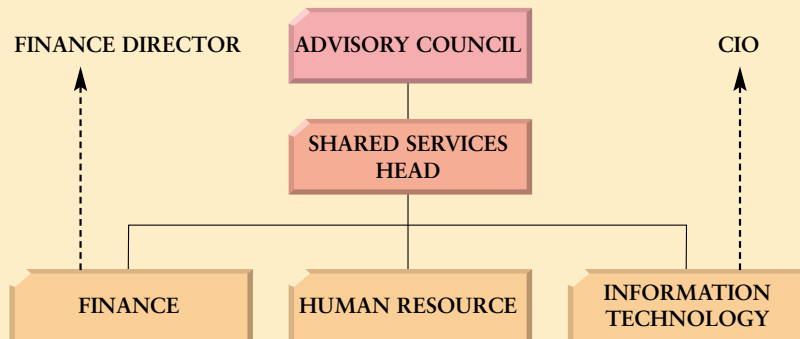 FINANCE DIRECTOR
ADVISORY COUNCIL
CIO
SHARED SERVICES
HEAD
FINANCE
HUMAN RESOURCE
INFORMATION
TECHNOLOGY